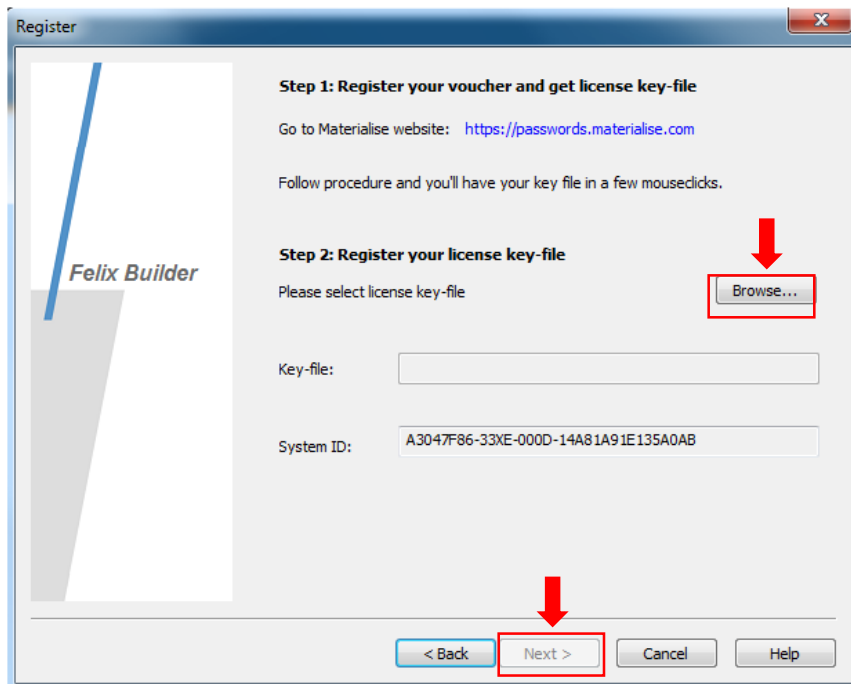 Register
Step 1: Register your voucher and get license key-file
Go to Materialise website: https://passwords.materialise.com
Follow procedure and you'll have your key file in a few mouseclicks.
Felix Builder
Step 2: Register your license key-file
Please select license key-file Browse...
Key-file:
System ID: A3047F86-33XE-000D-14A81A91E135A0AB
< Back Next > Cancel Help